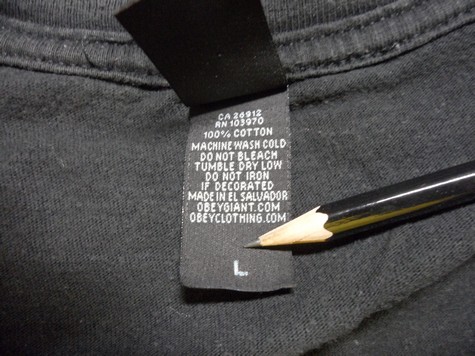 CA 26912
RN 103970
100% COTTON
MACHINE WASH COLD
DO NOT BLEACH
TUMBLE DRY LOW
DO NOT IRON
IF DECORATED
MADE IN EL SALVADOR
OBEYGIANT.COM
OBEYCLOTHING.COM
L